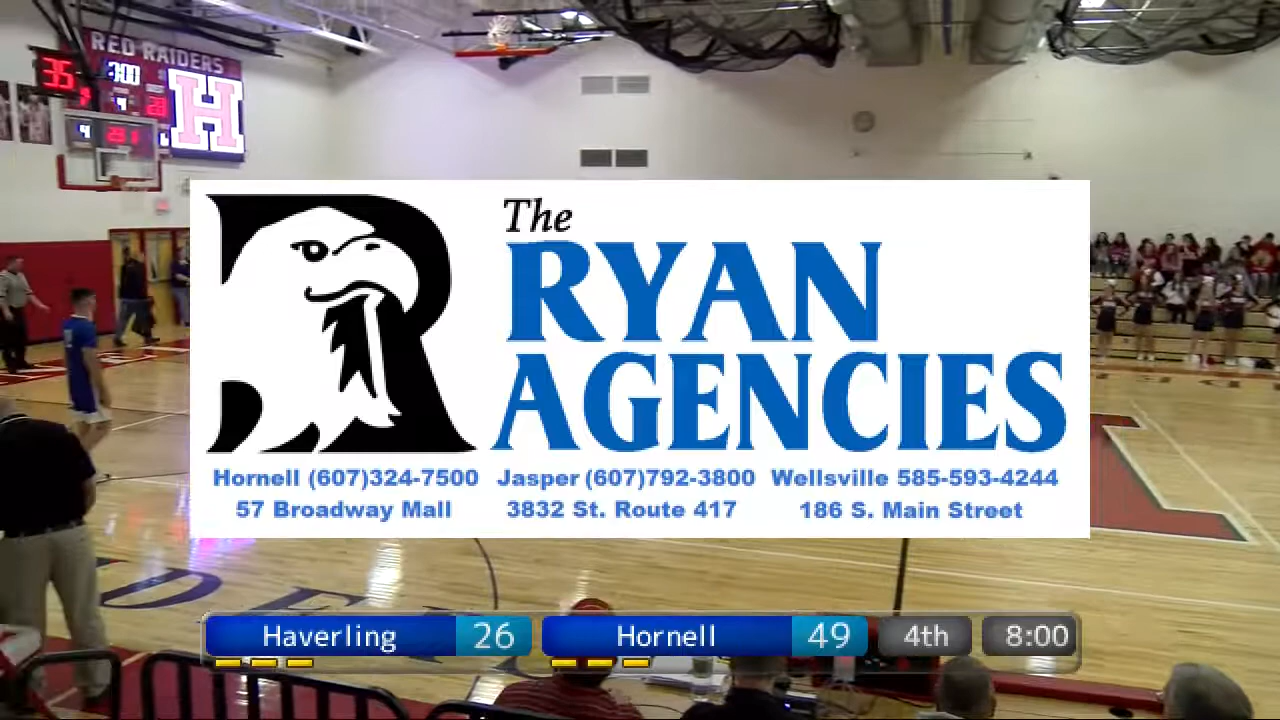 RED RAIDERS
35
H
The
RYAN
AGENCIES
Hornell (607)324-7500 Jasper (607)792-3800 Wellsville 585-593-4244
57 Broadway Mall 3832 St. Route 417 186 S. Main Street
Haverling 26 Hornell 49 4th 8:00